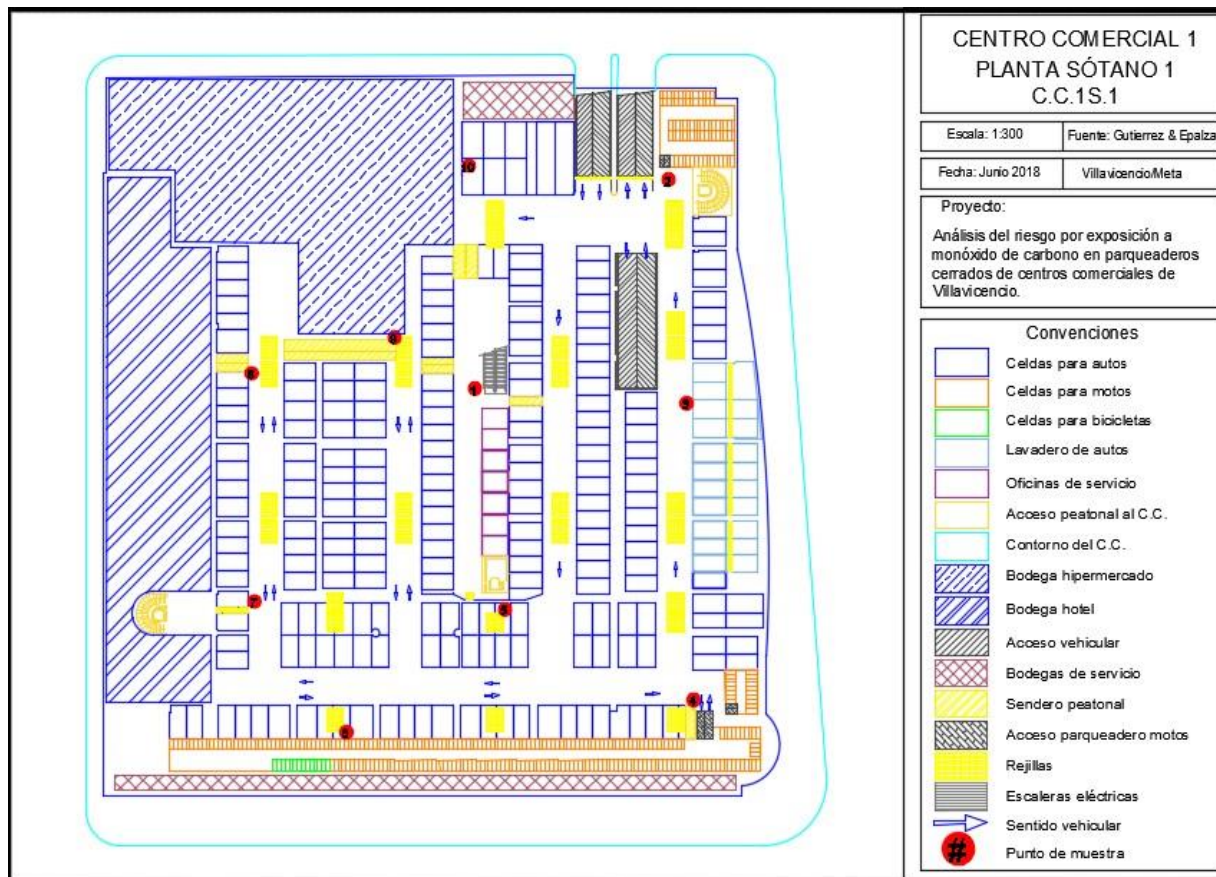 CENTRO COMERCIAL 1
PLANTA SÓTANO 1
C.C.1S.1
Escala: 1:300
Fuente: Gutierrez & Epalza
Fecha: Junio 2018
Villavicencio/Meta
Proyecto:
Análisis del riesgo por exposición a
monóxido de carbono en parqueaderos
cerrados de centros comerciales de
Villavicencio.
Convenciones
Celdas para autos
Celdas para motos
Celdas para bicicletas
Lavadero de autos
Oficinas de servicio
Acceso peatonal al C.C.
Contorno del C.C.
Bodega hipermercado
Bodega hotel
Acceso vehicular
Bodegas de servicio
Sendero peatonal
Acceso parqueadero motos
Rejillas
Escaleras eléctricas
Sentido vehicular
#
Punto de muestra
10
2
1
7
4